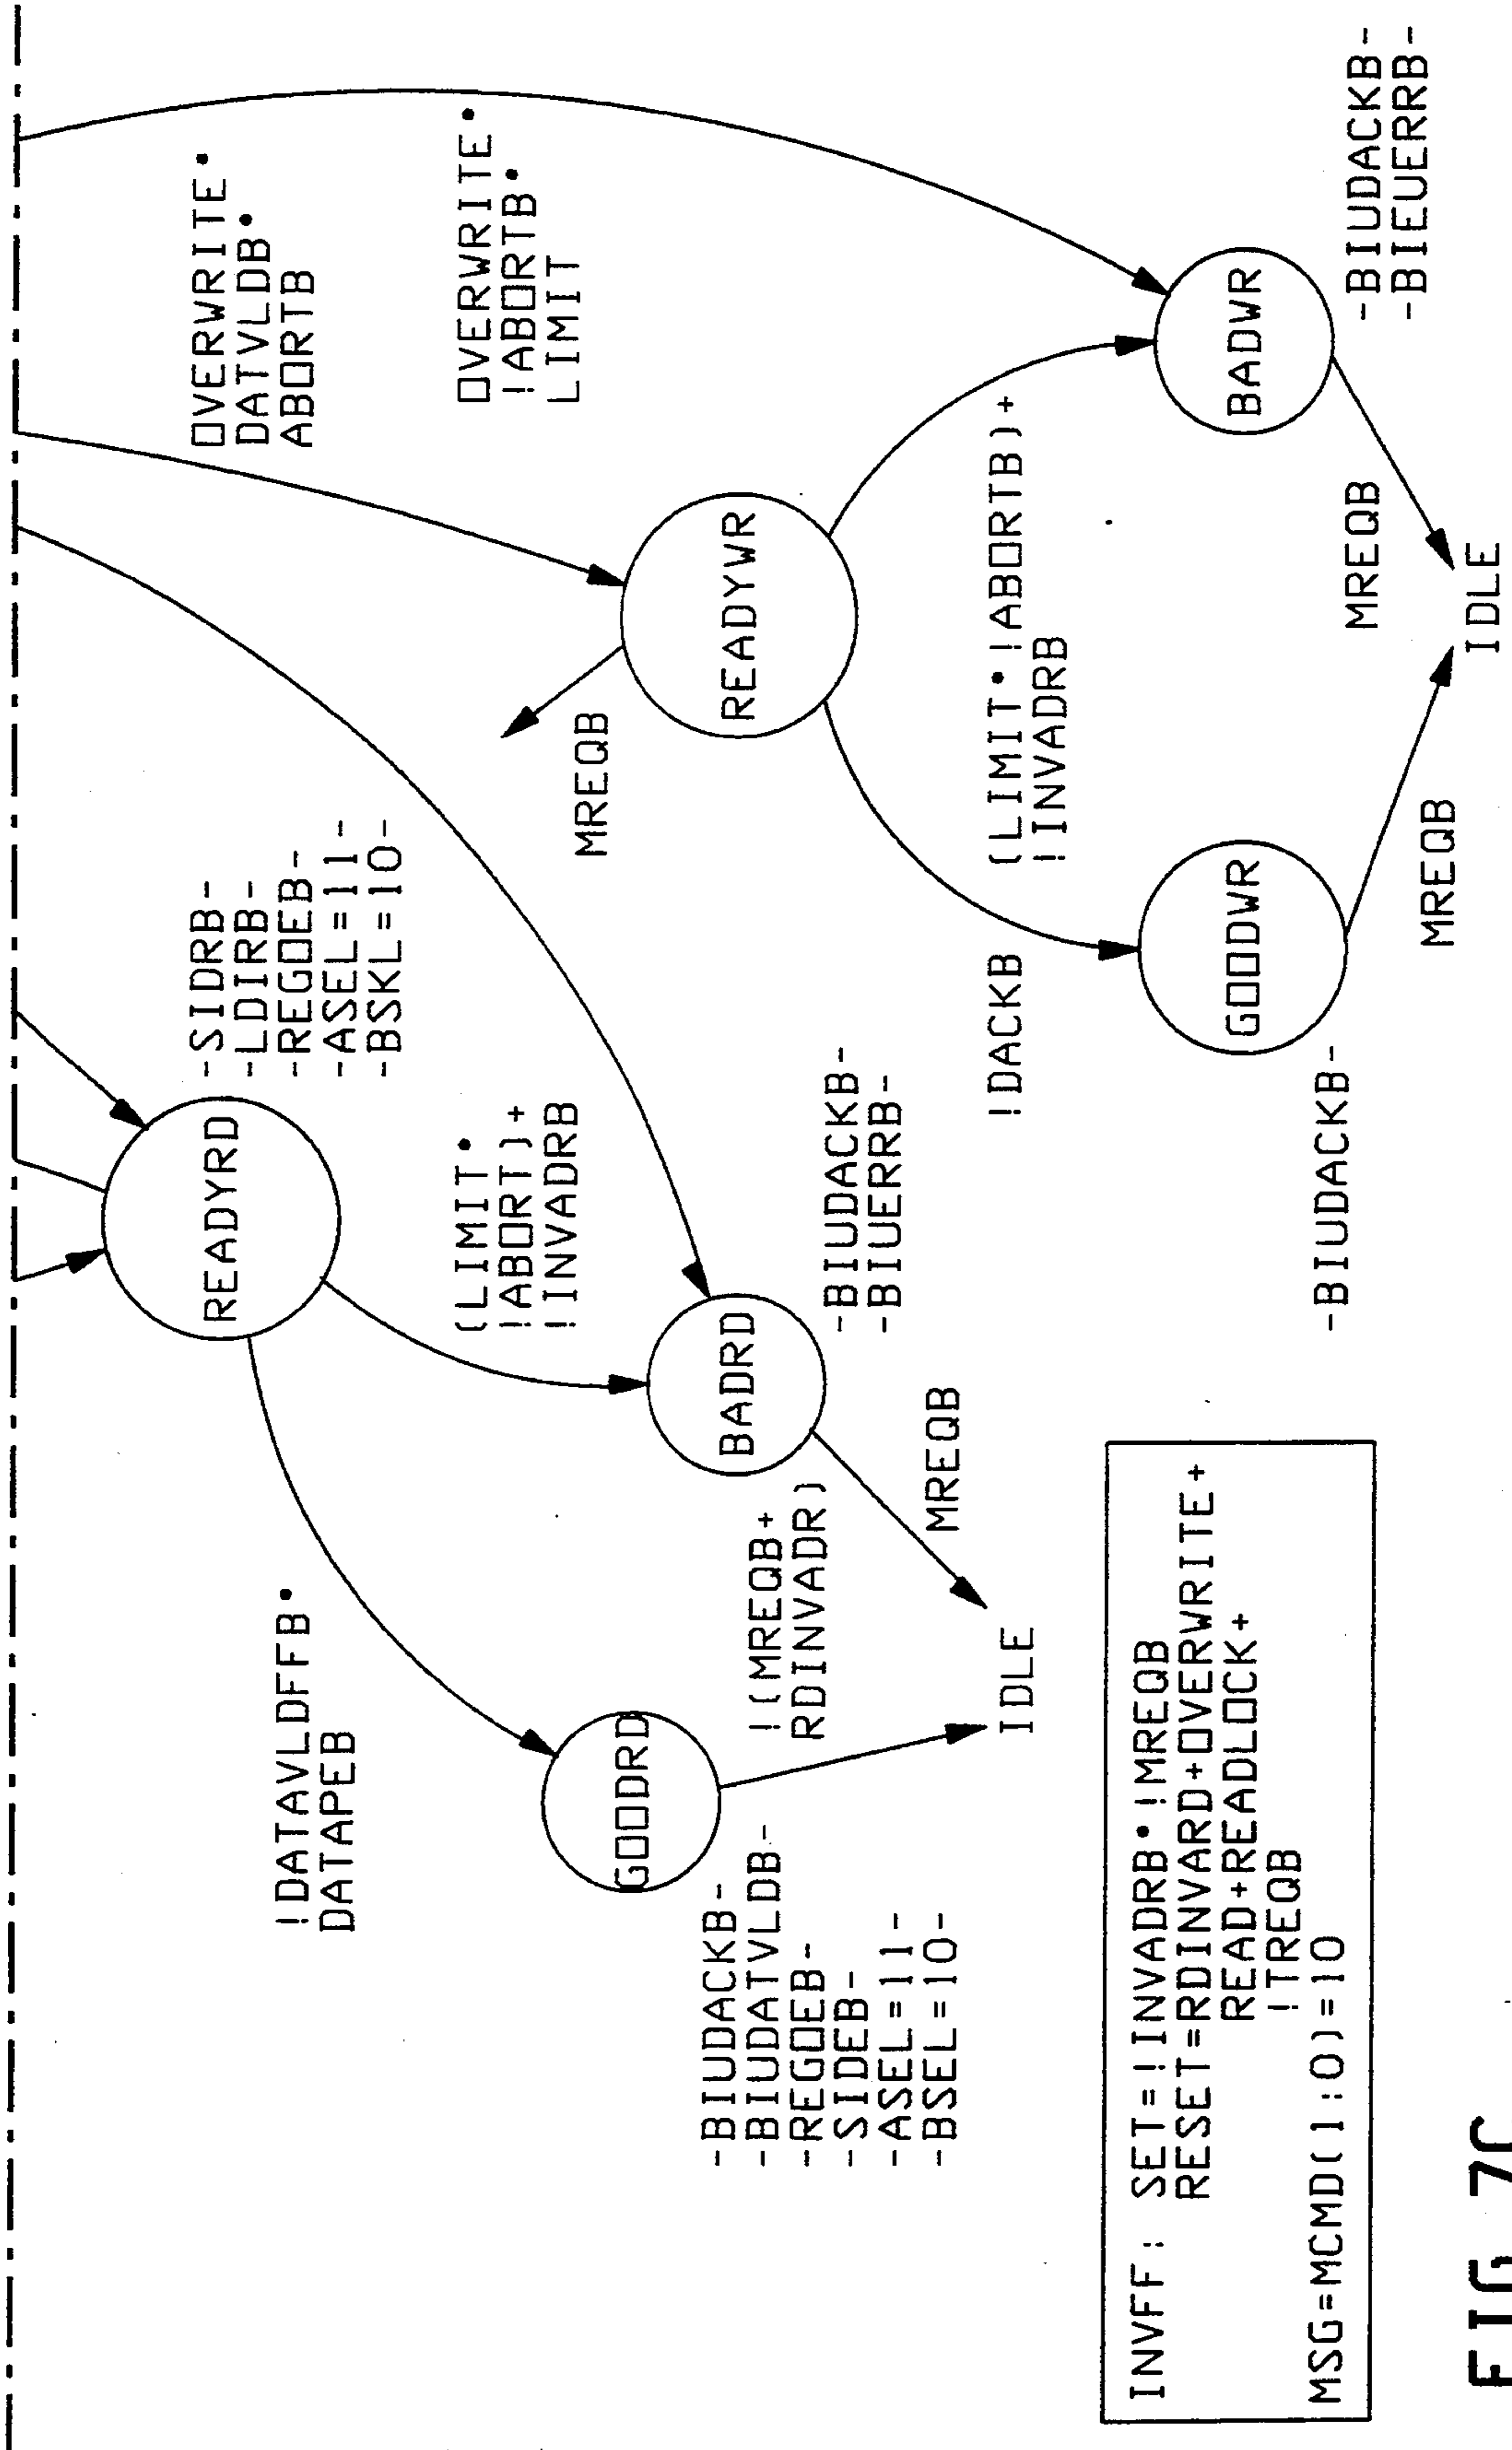 READYRD
-SIDRB-
-LDIRB-
-REGOEB-
-ASEL=11-
-BSKL=10-
OVERWRITE•
DATVLDB•
ABORTB
!DATAVLDFFB•
DATAPEB
(LIMIT•
!ABORT)+
!INVADRB
OVERWRITE•
!ABORTB•
LIMIT
MREQB
GOODRD
BADRD
READYWR
-BIUDACKB-
-BIUDATVLDB-
-REGOEB-
-SIDEB-
-ASEL=11-
-BSEL=10-
!(MREQB+
RDINVADR)
-BIUDACKB-
-BIUERRB-
MREQB
IDLE
!DACKB
(LIMIT•!ABORTB)+
!INVADRB
GOODWR
BADWR
-BIUDACKB-
-BIUDACKB-
-BIEUERRB-
MREQB
MREQB
IDLE
INVFF: SET=!INVADRB•!MREQB
RESET=RDINVARD+OVERWRITE+
READ+READLOCK+
!TREQB
MSG=MCMD(1:0)=10
FIG 7C